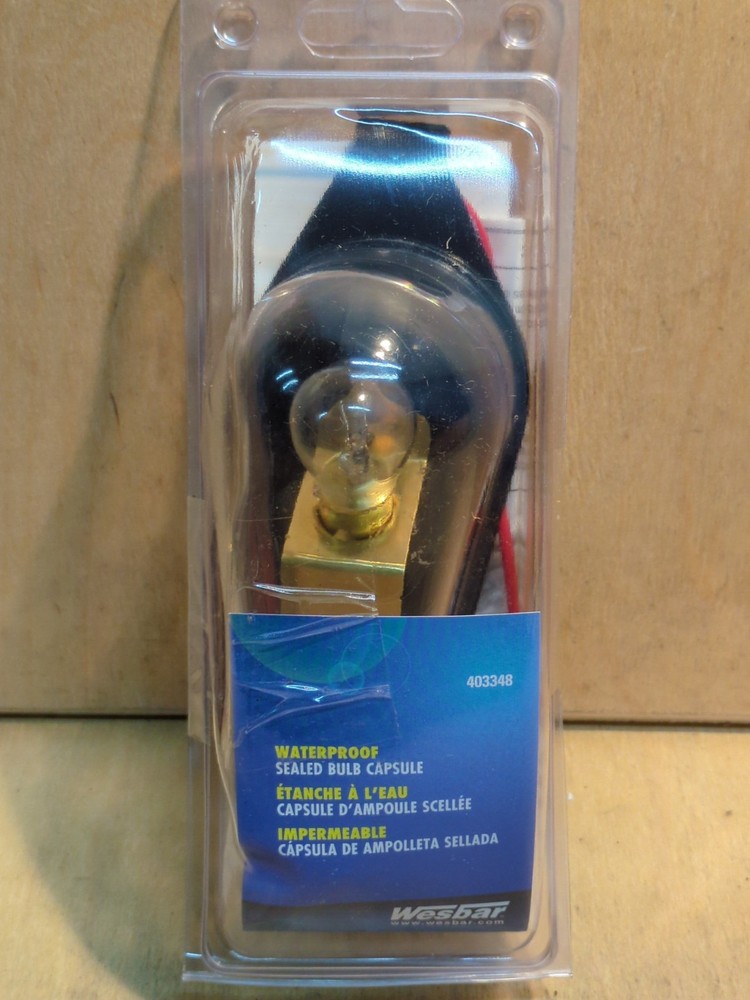 403348
WATERPROOF
SEALED BULB CAPSULE
ÉTANCHE À L'EAU
CAPSULE D'AMPOULE SCELLÉE
IMPERMEABLE
CÁPSULA DE AMPOLLETA SELLADA
Wesbar
www.wesbar.com